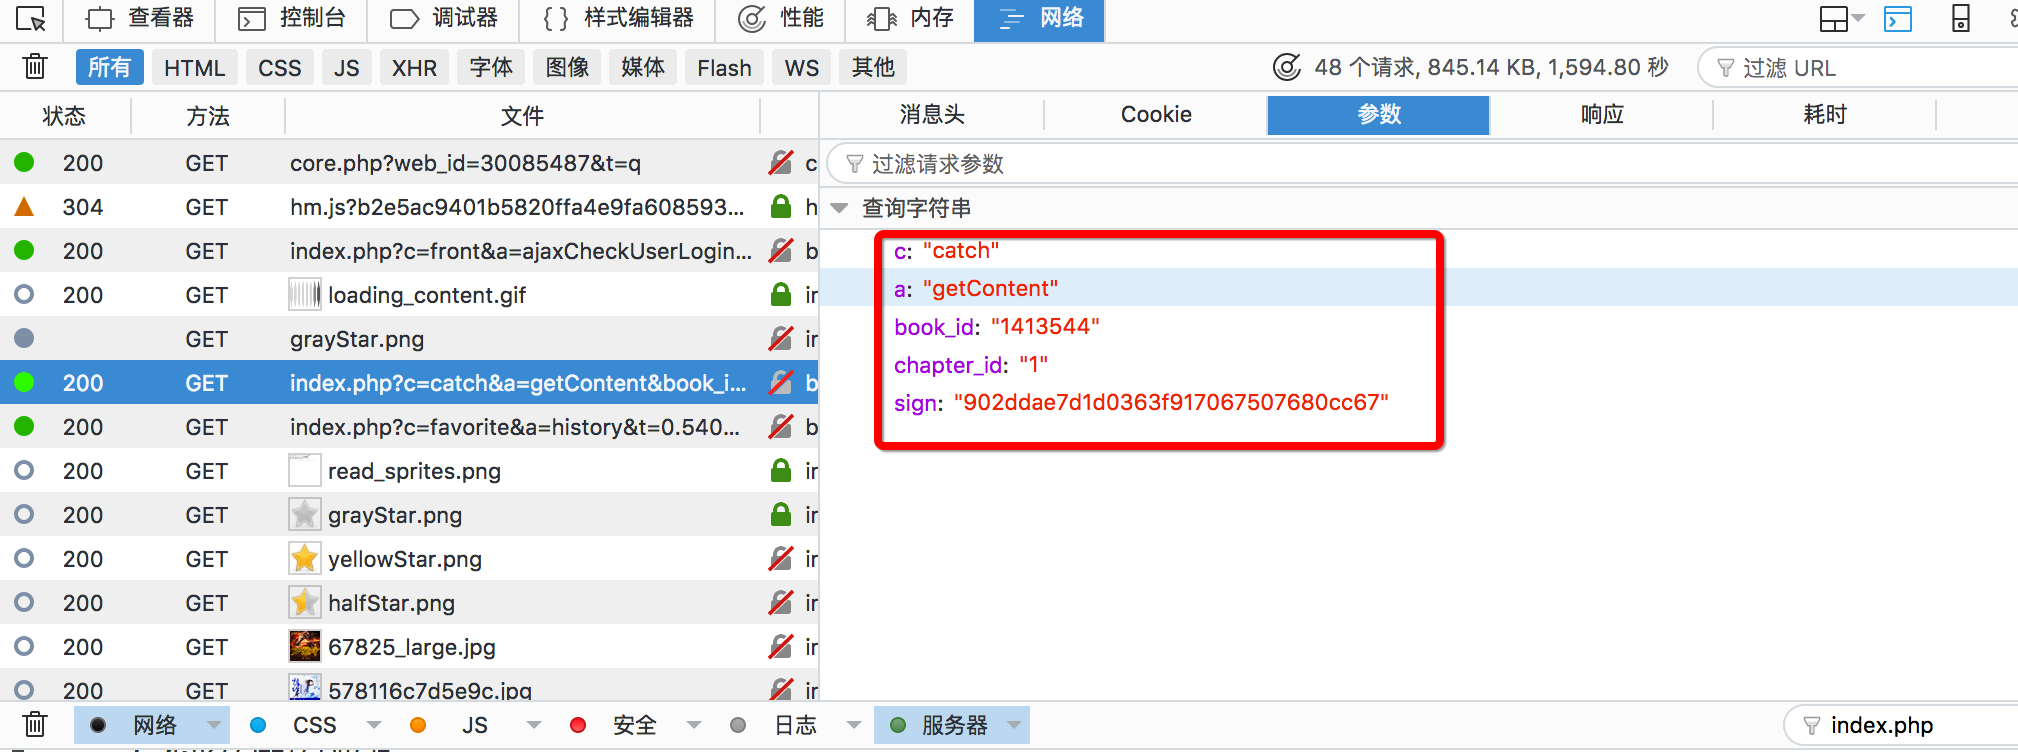 查看器 控制台 调试器 { } 样式编辑器 性能 内存 网络
所有 HTML CSS JS XHR 字体 图像 媒体 Flash WS 其他 48 个请求, 845.14 KB, 1,594.80 秒 过滤 URL
状态 方法 文件 消息头 Cookie 参数 响应 耗时
200 GET core.php?web_id=30085487&t=q c
过滤请求参数
304 GET hm.js?b2e5ac9401b5820ffa4e9fa608593... h
查询字符串
200 GET index.php?c=front&a=ajaxCheckUserLogin... b
c: "catch"
200 GET loading_content.gif
a: "getContent"
GET grayStar.png
book_id: "1413544"
200 GET index.php?c=catch&a=getContent&book_i... b
chapter_id: "1"
200 GET index.php?c=favorite&a=history&t=0.540... b
sign: "902ddae7d1d0363f917067507680cc67"
200 GET read_sprites.png
200 GET grayStar.png
200 GET yellowStar.png
200 GET halfStar.png
200 GET 67825_large.jpg
200 GET 578116c7d5e9c.jpg
网络 CSS JS 安全 日志 服务器 index.php